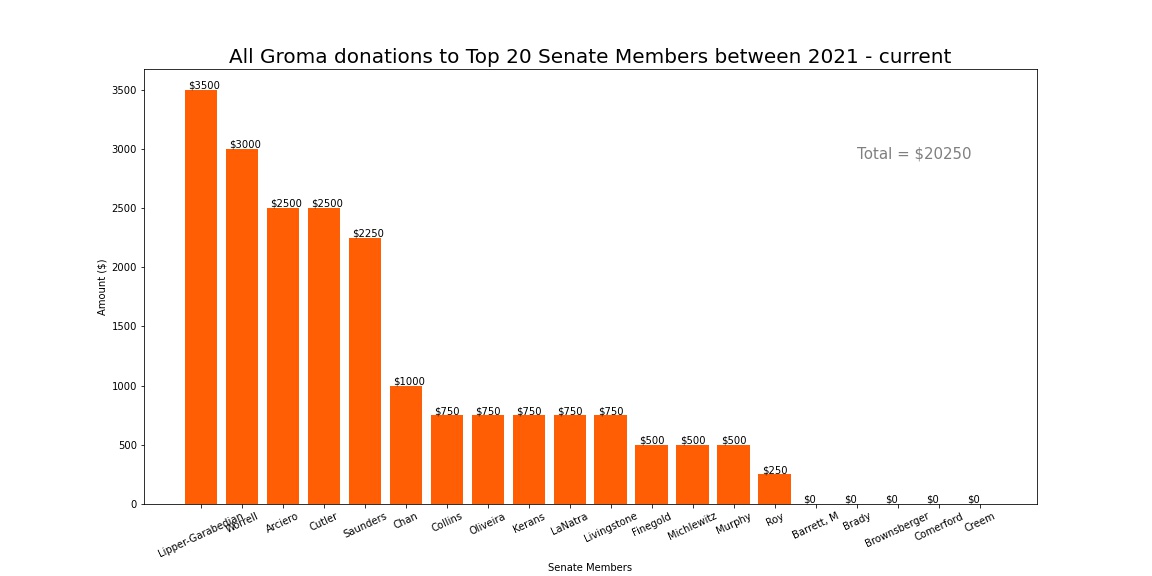 All Groma donations to Top 20 Senate Members between 2021 - current
Total = $20250
Amount ($)
3500
3000
2500
2000
1500
1000
500
0
$3500
$3000
$2500
$2500
$2250
$1000
$750
$750
$750
$750
$750
$500
$500
$500
$250
$0
$0
$0
$0
$0
Lipper-Garabedian
Worrell
Arciero
Cutler
Saunders
Chan
Collins
Oliveira
Kerans
LaNatra
Livingstone
Finegold
Michlewitz
Murphy
Roy
Barrett, M
Brady
Brownsberger
Comerford
Creem
Senate Members